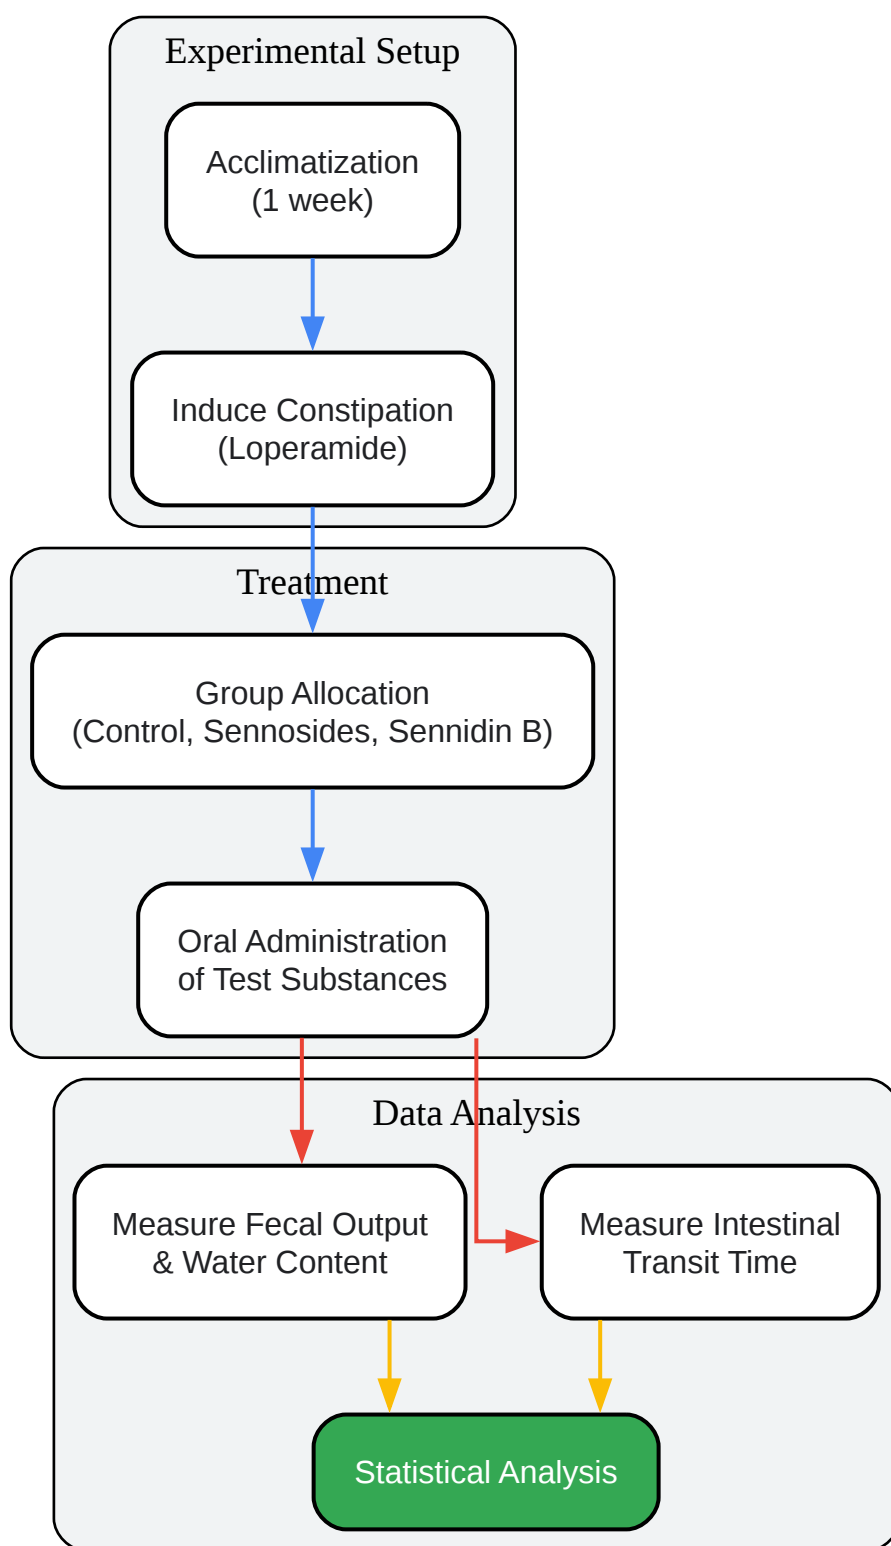 Experimental Setup
Acclimatization
(1 week)
Induce Constipation
(Loperamide)
Treatment
Group Allocation
(Control, Sennosides, Sennidin B)
Oral Administration
of Test Substances
Data Analysis
Measure Fecal Output
& Water Content
Measure Intestinal
Transit Time
Statistical Analysis